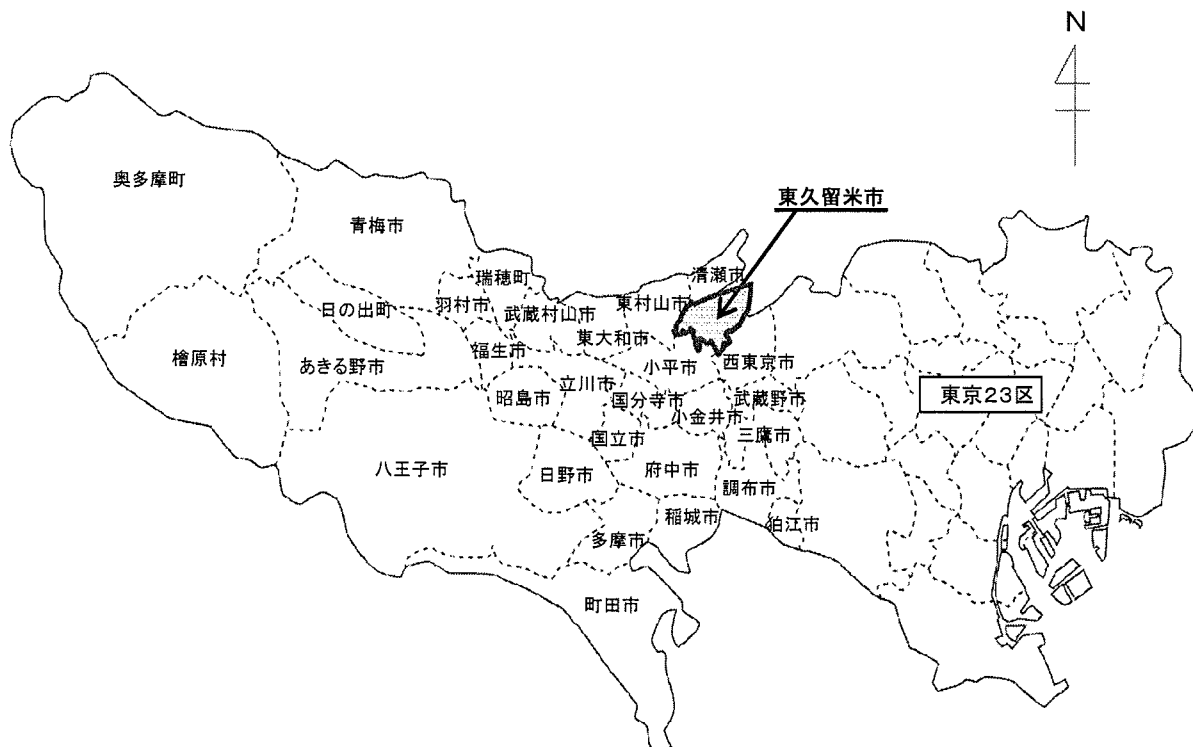 N
奥多摩町
東久留米市
青梅市
瑞穂町
清瀬市
羽村市
日の出町
武蔵村山市
東村山市
東大和市
檜原村
あきる野市
福生市
小平市
西東京市
昭島市
立川市
国分寺市
武蔵野市
東京23区
小金井市
国立市
三鷹市
八王子市
日野市
府中市
調布市
稲城市
狛江市
多摩市
町田市